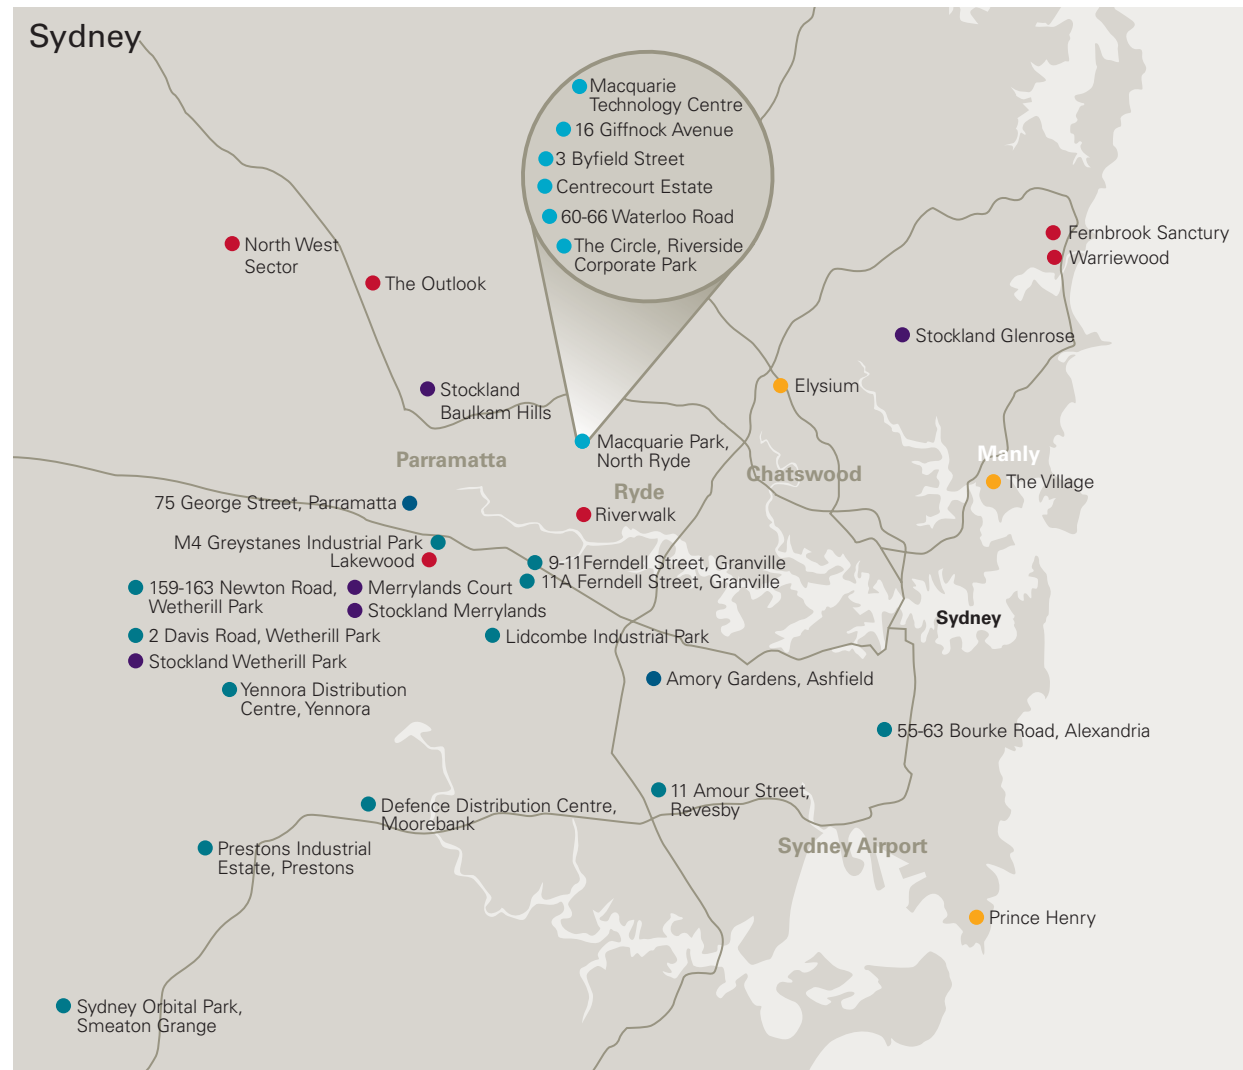 Sydney
Macquarie
Technology Centre
16 Giffnock Avenue
3 Byfield Street
Centrecourt Estate
60-66 Waterloo Road
The Circle, Riverside
Corporate Park
North West
Sector
The Outlook
Fernbrook Sanctury
Warriewood
Stockland Glenrose
Stockland
Baulkam Hills
Elysium
Macquarie Park,
North Ryde
Parramatta
Ryde
Chatswood
Manly
The Village
75 George Street, Parramatta
Riverwalk
M4 Greystanes Industrial Park
Lakewood
9-11Ferndell Street, Granville
11A Ferndell Street, Granville
159-163 Newton Road,
Wetherill Park
Merrylands Court
Stockland Merrylands
2 Davis Road, Wetherill Park
Lidcombe Industrial Park
Sydney
Stockland Wetherill Park
Yennora Distribution
Centre, Yennora
Amory Gardens, Ashfield
55-63 Bourke Road, Alexandria
Defence Distribution Centre,
Moorebank
11 Amour Street,
Revesby
Prestons Industrial
Estate, Prestons
Sydney Airport
Prince Henry
Sydney Orbital Park,
Smeaton Grange